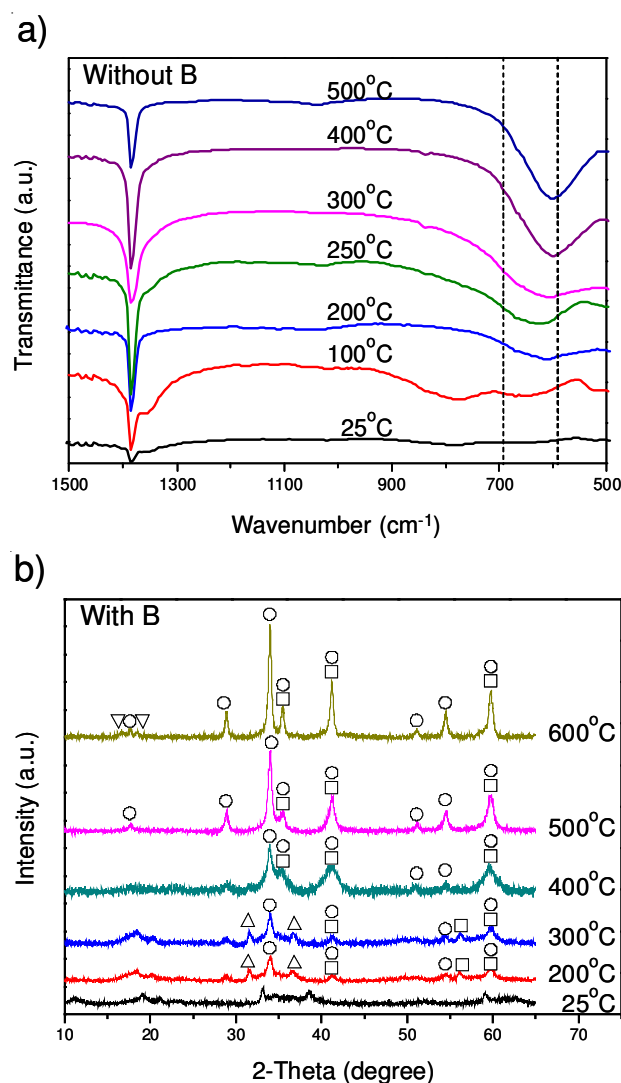 a)
Without B
500°C
400°C
300°C
250°C
200°C
100°C
25°C
Transmittance (a.u.)
1500 1300 1100 900 700 500
Wavenumber (cm-1)
b)
With B
600°C
500°C
400°C
300°C
200°C
25°C
Intensity (a.u.)
10 20 30 40 50 60 70
2-Theta (degree)